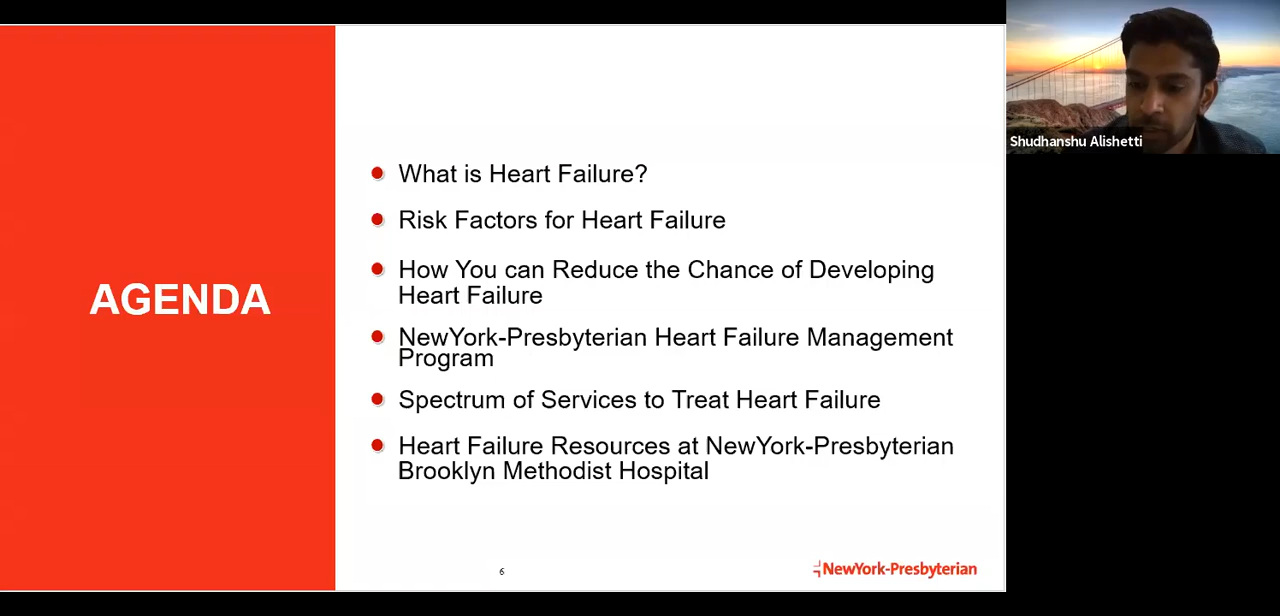 AGENDA
What is Heart Failure?
Risk Factors for Heart Failure
How You can Reduce the Chance of Developing
Heart Failure
NewYork-Presbyterian Heart Failure Management
Program
Spectrum of Services to Treat Heart Failure
Heart Failure Resources at NewYork-Presbyterian
Brooklyn Methodist Hospital
6
NewYork-Presbyterian
Shudhanshu Alishetti